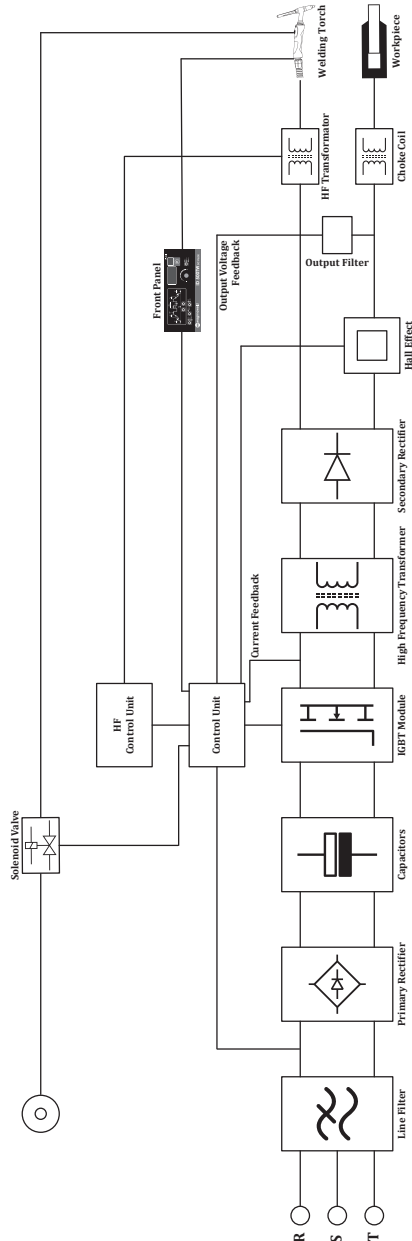 Welding Torch
Workpiece
HF Transformator
Choke Coil
Front Panel
Output Voltage
Feedback
Output Filter
Hall Effect
Secondary Rectifier
Current Feedback
High Frequency Transformer
HF
Control Unit
Control Unit
IGBT Module
Solenoid Valve
Capacitors
Primary Rectifier
Line Filter
R
S
T